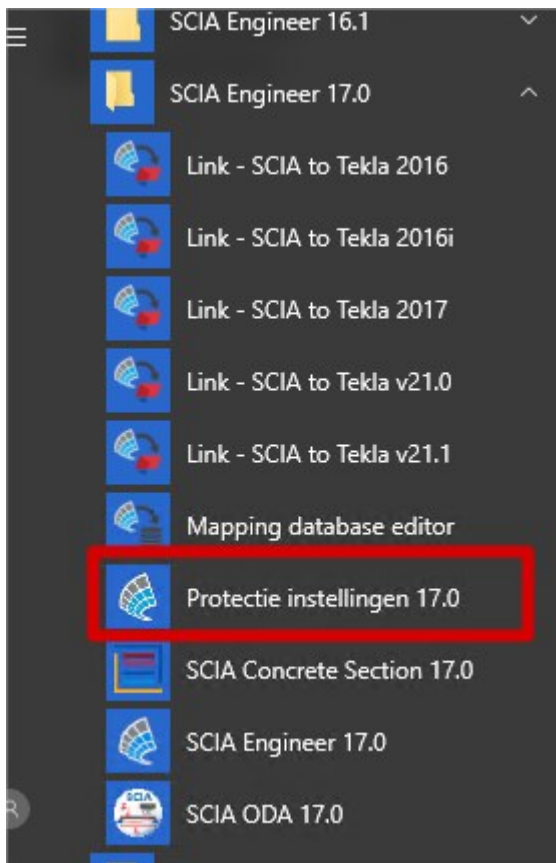 SCIA Engineer 16.1
SCIA Engineer 17.0
Link - SCIA to Tekla 2016
Link - SCIA to Tekla 2016i
Link - SCIA to Tekla 2017
Link - SCIA to Tekla v21.0
Link - SCIA to Tekla v21.1
Mapping database editor
Protectie instellingen 17.0
SCIA Concrete Section 17.0
SCIA Engineer 17.0
SCIA
SCIA ODA 17.0